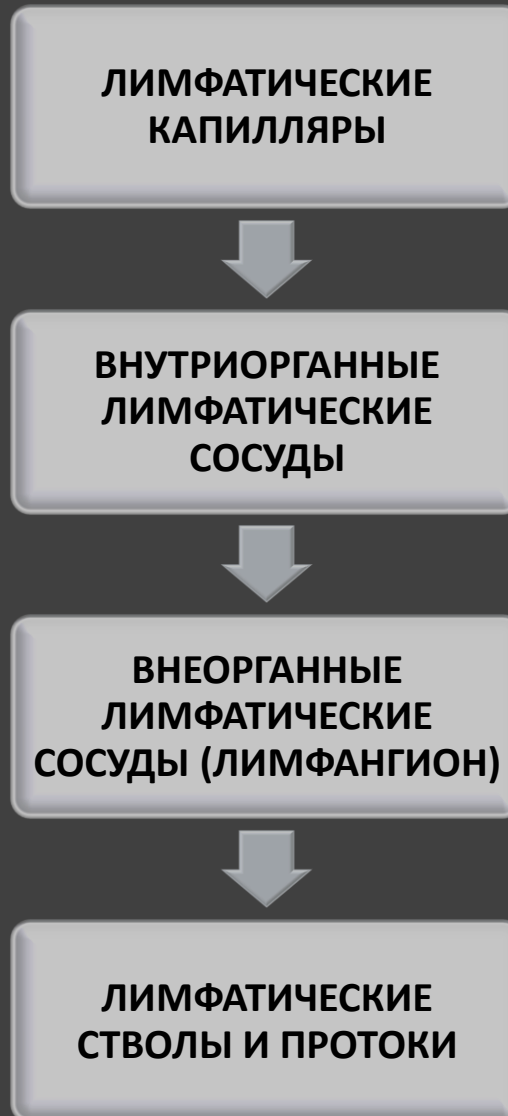 ЛИМФАТИЧЕСКИЕ
КАПИЛЛЯРЫ
ВНУТРИОРГАННЫЕ
ЛИМФАТИЧЕСКИЕ
СОСУДЫ
ВНЕОРГАННЫЕ
ЛИМФАТИЧЕСКИЕ
СОСУДЫ (ЛИМФАНГИОН)
ЛИМФАТИЧЕСКИЕ
СТВОЛЫ И ПРОТОКИ